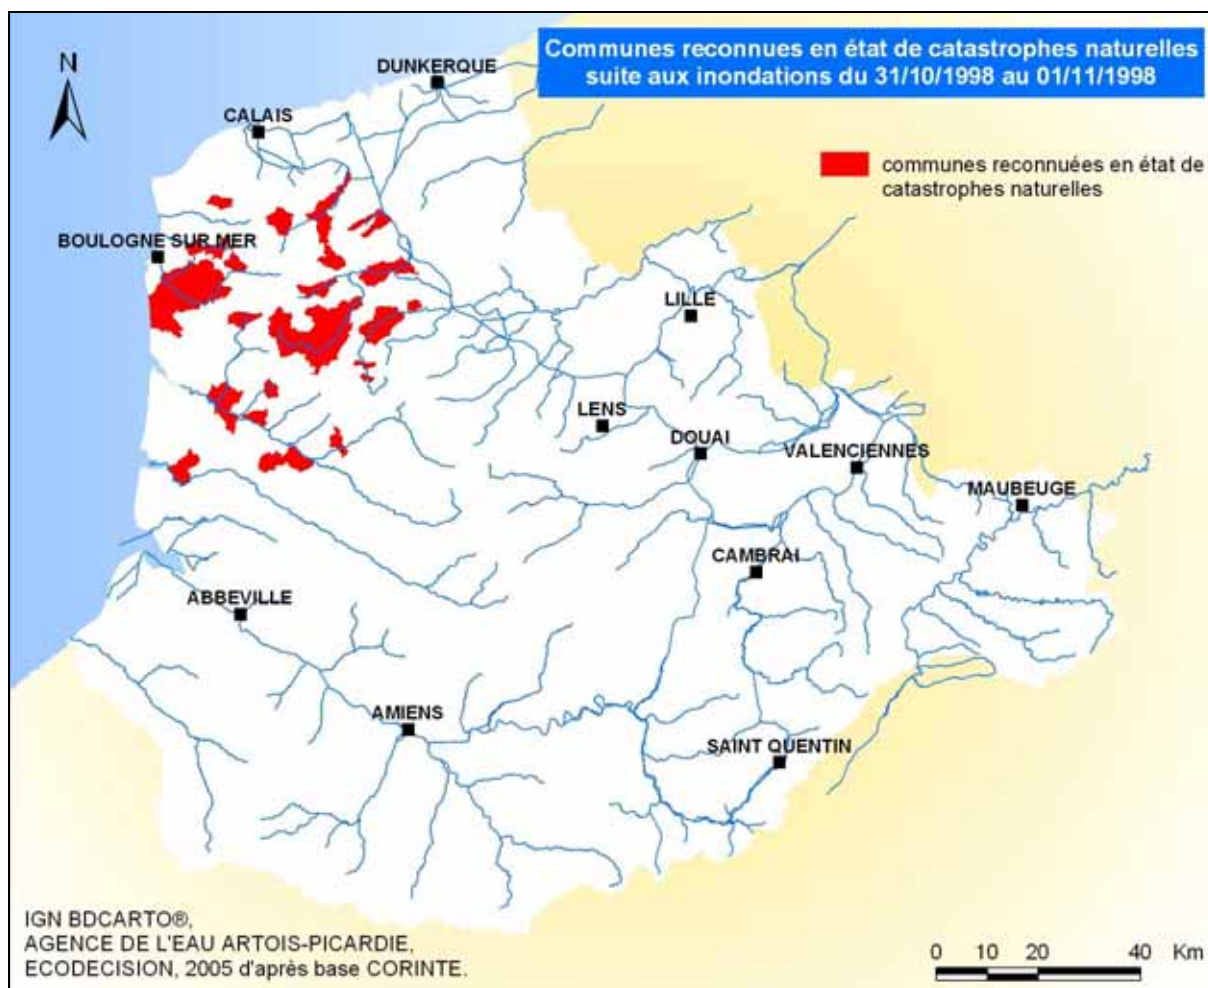 Communes reconnues en état de catastrophes naturelles
suite aux inondations du 31/10/1998 au 01/11/1998
N
DUNKERQUE
CALAIS
communes reconnuées en état de
catastrophes naturelles
BOULOGNE SUR MER
LILLE
LENS
DOUAI
VALENCIENNES
MAUBEUGE
CAMBRAI
ABBEVILLE
AMIENS
SAINT QUENTIN
IGN BDCARTO®,
AGENCE DE L'EAU ARTOIS-PICARDIE,
ECODECISION, 2005 d'après base CORINTE.
0 10 20 40 Km